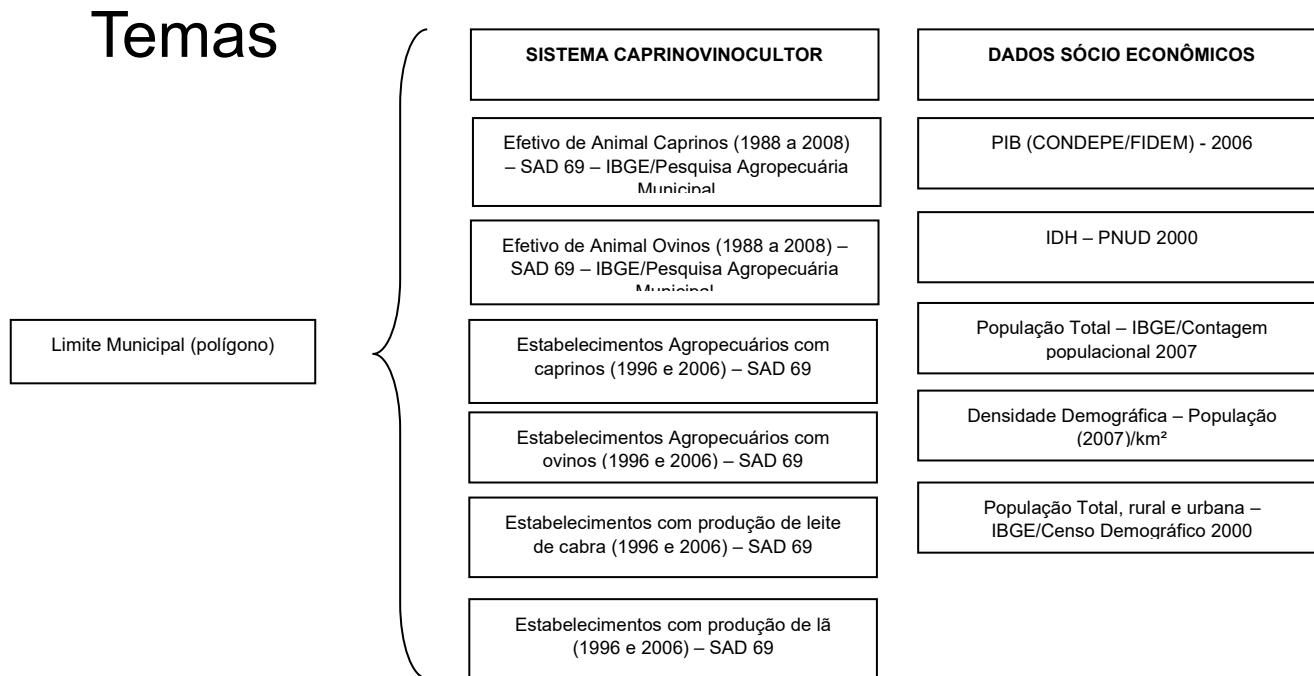 Temas
Limite Municipal (polígono)
SISTEMA CAPRINOVINOCULTOR
Efetivo de Animal Caprinos (1988 a 2008)
– SAD 69 – IBGE/Pesquisa Agropecuária
Municipal
Efetivo de Animal Ovinos (1988 a 2008) –
SAD 69 – IBGE/Pesquisa Agropecuária
Municipal
Estabelecimentos Agropecuários com
caprinos (1996 e 2006) – SAD 69
Estabelecimentos Agropecuários com
ovinos (1996 e 2006) – SAD 69
Estabelecimentos com produção de leite
de cabra (1996 e 2006) – SAD 69
Estabelecimentos com produção de lã
(1996 e 2006) – SAD 69
DADOS SÓCIO ECONÔMICOS
PIB (CONDEPE/FIDEM) - 2006
IDH – PNUD 2000
População Total – IBGE/Contagem
populacional 2007
Densidade Demográfica – População
(2007)/km²
População Total, rural e urbana –
IBGE/Censo Demográfico 2000